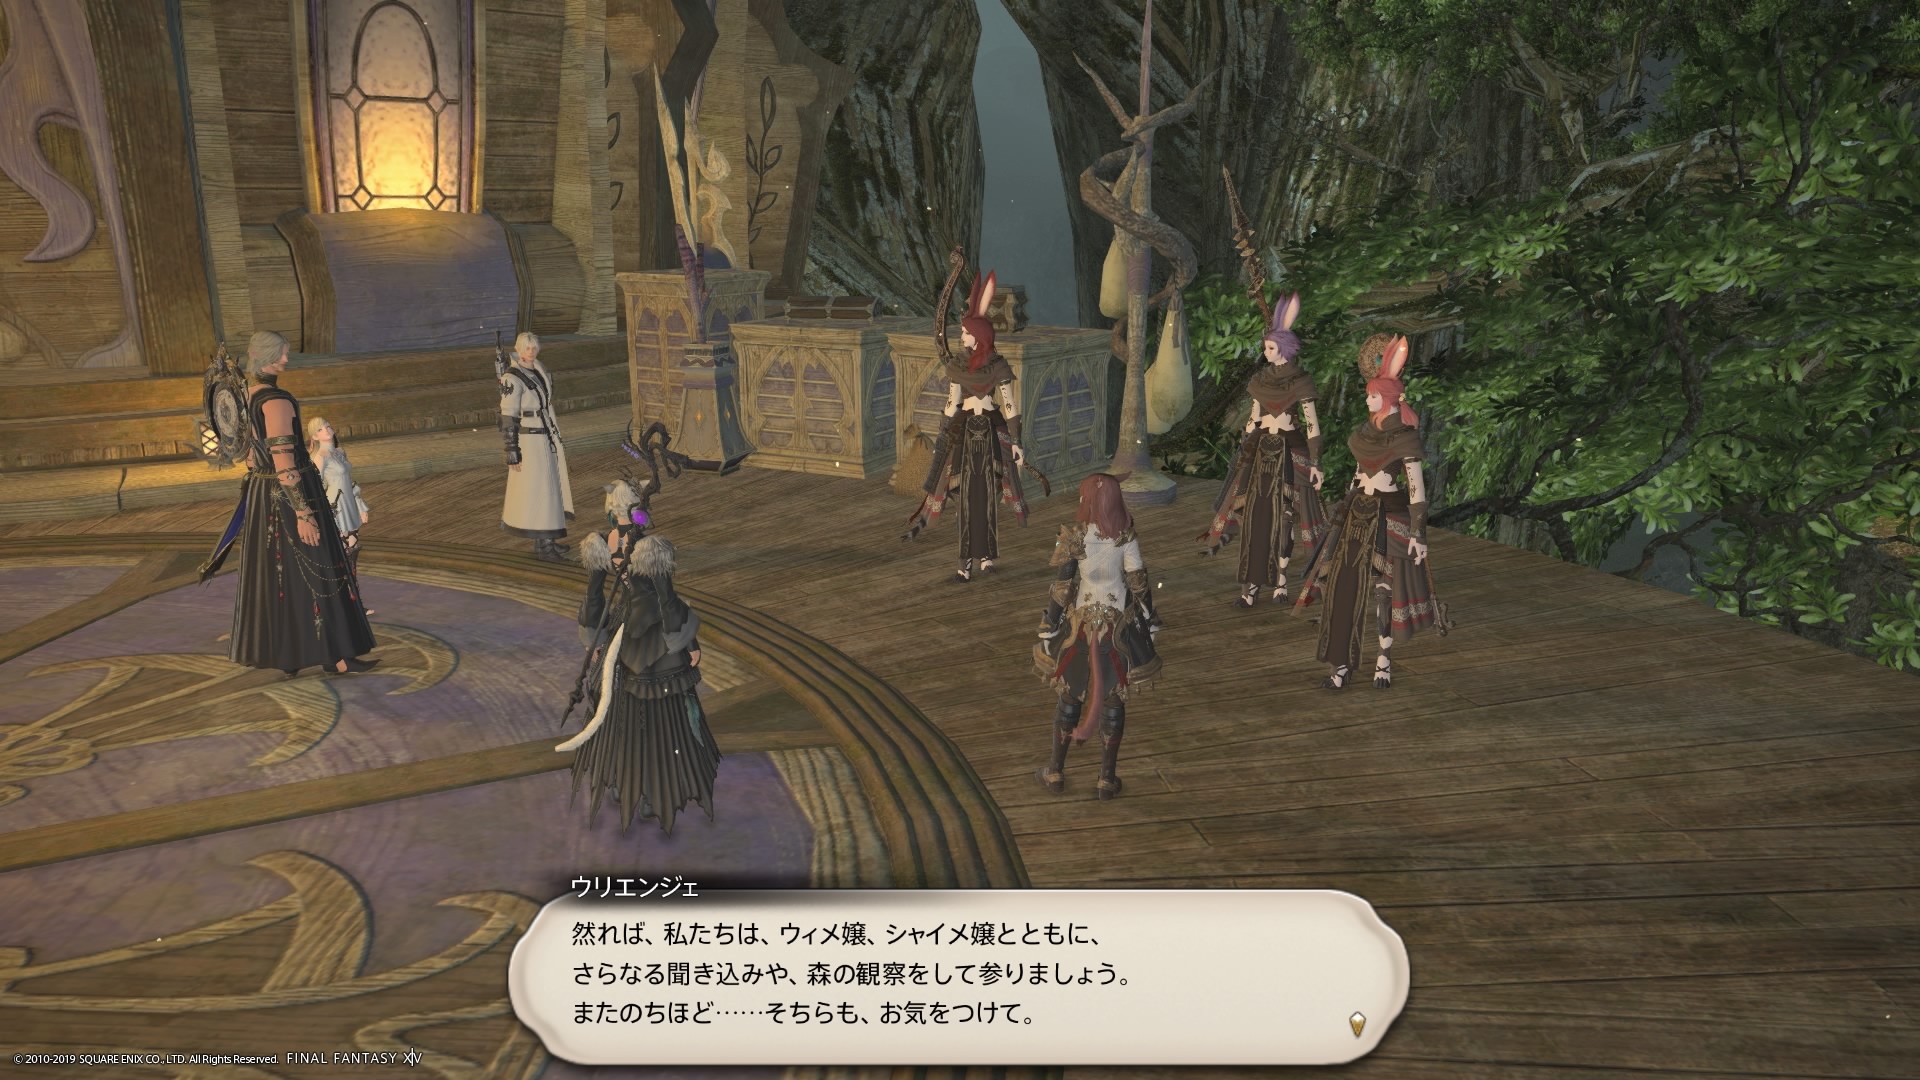 ウリエンジェ
然れば、私たちは、ウィメ嬢、シャイメ嬢とともに、
さらなる聞き込みや、森の観察をして参りましょう。
またのちほど……そちらも、お気をつけて。
© 2010-2019 SQUARE ENIX CO., LTD. All Rights Reserved. FINAL FANTASY XIV